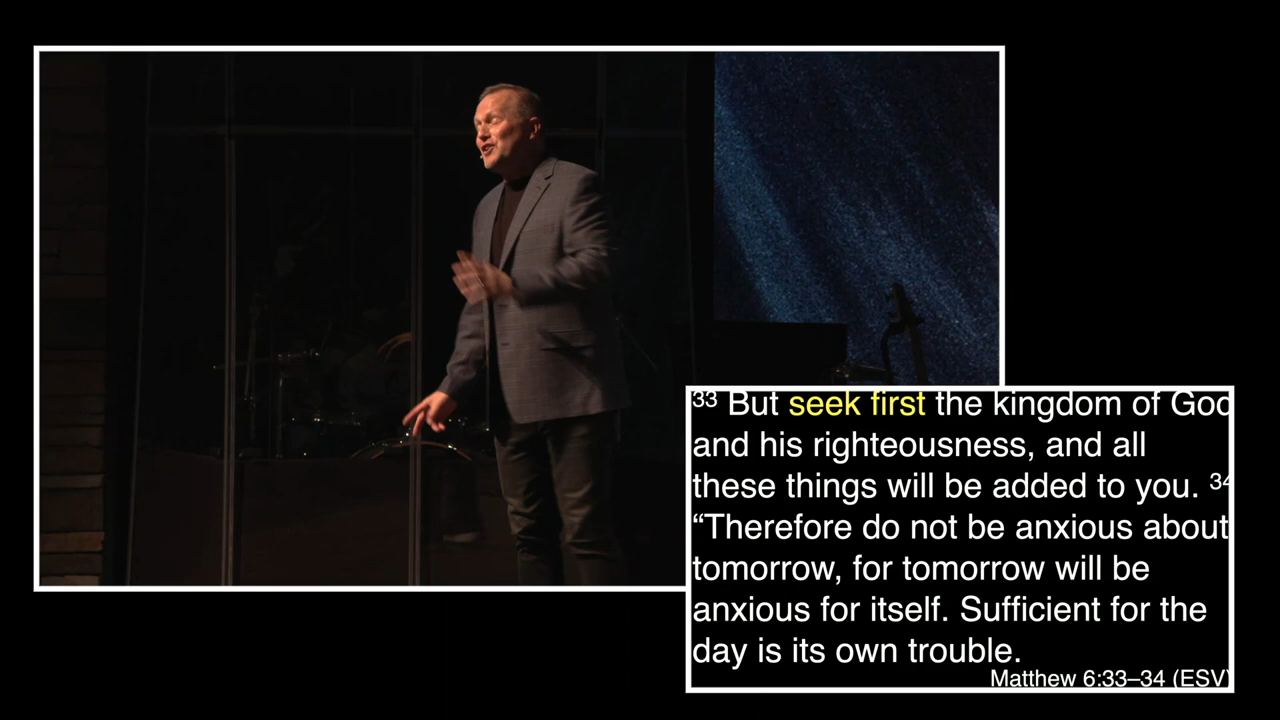 33 But seek first the kingdom of God
and his righteousness, and all
these things will be added to you. 34
“Therefore do not be anxious about
tomorrow, for tomorrow will be
anxious for itself. Sufficient for the
day is its own trouble.
Matthew 6:33–34 (ESV)